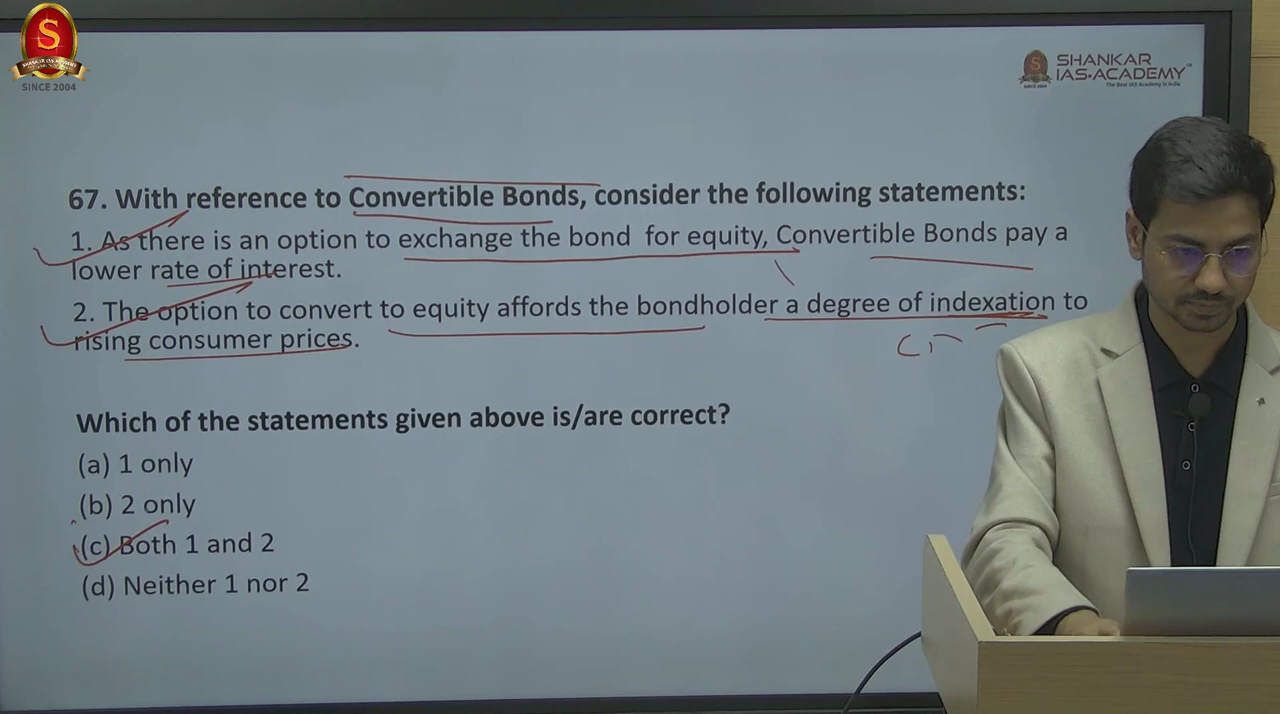 S
SHANKAR IAS ACADEMY
SINCE 2004
SHANKAR
IAS ACADEMY
The Best IAS Academy in India
67. With reference to Convertible Bonds, consider the following statements:
1. As there is an option to exchange the bond for equity, Convertible Bonds pay a
lower rate of interest.
2. The option to convert to equity affords the bondholder a degree of indexation to
rising consumer prices.
Which of the statements given above is/are correct?
(a) 1 only
(b) 2 only
(c) Both 1 and 2
(d) Neither 1 nor 2